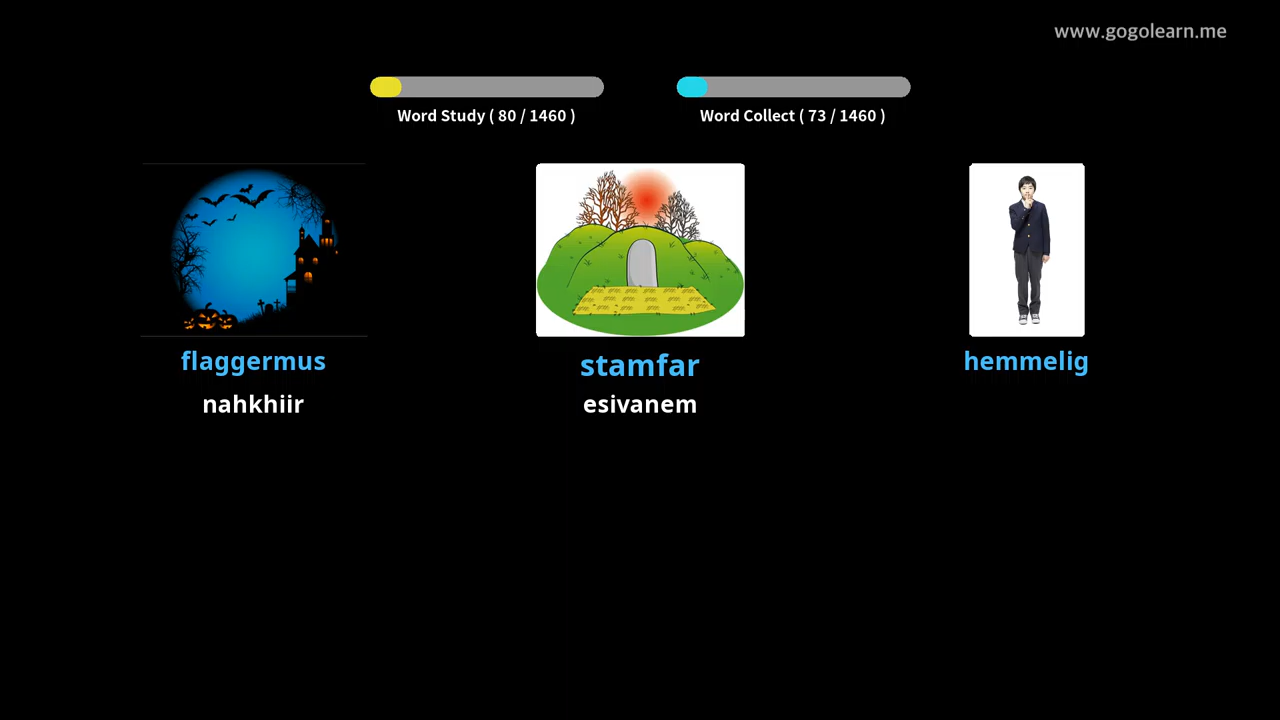 www.gogolearn.me
Word Study ( 80 / 1460 )
Word Collect ( 73 / 1460 )
flaggermus
stamfar
hemmelig
nahkhiir
esivanem